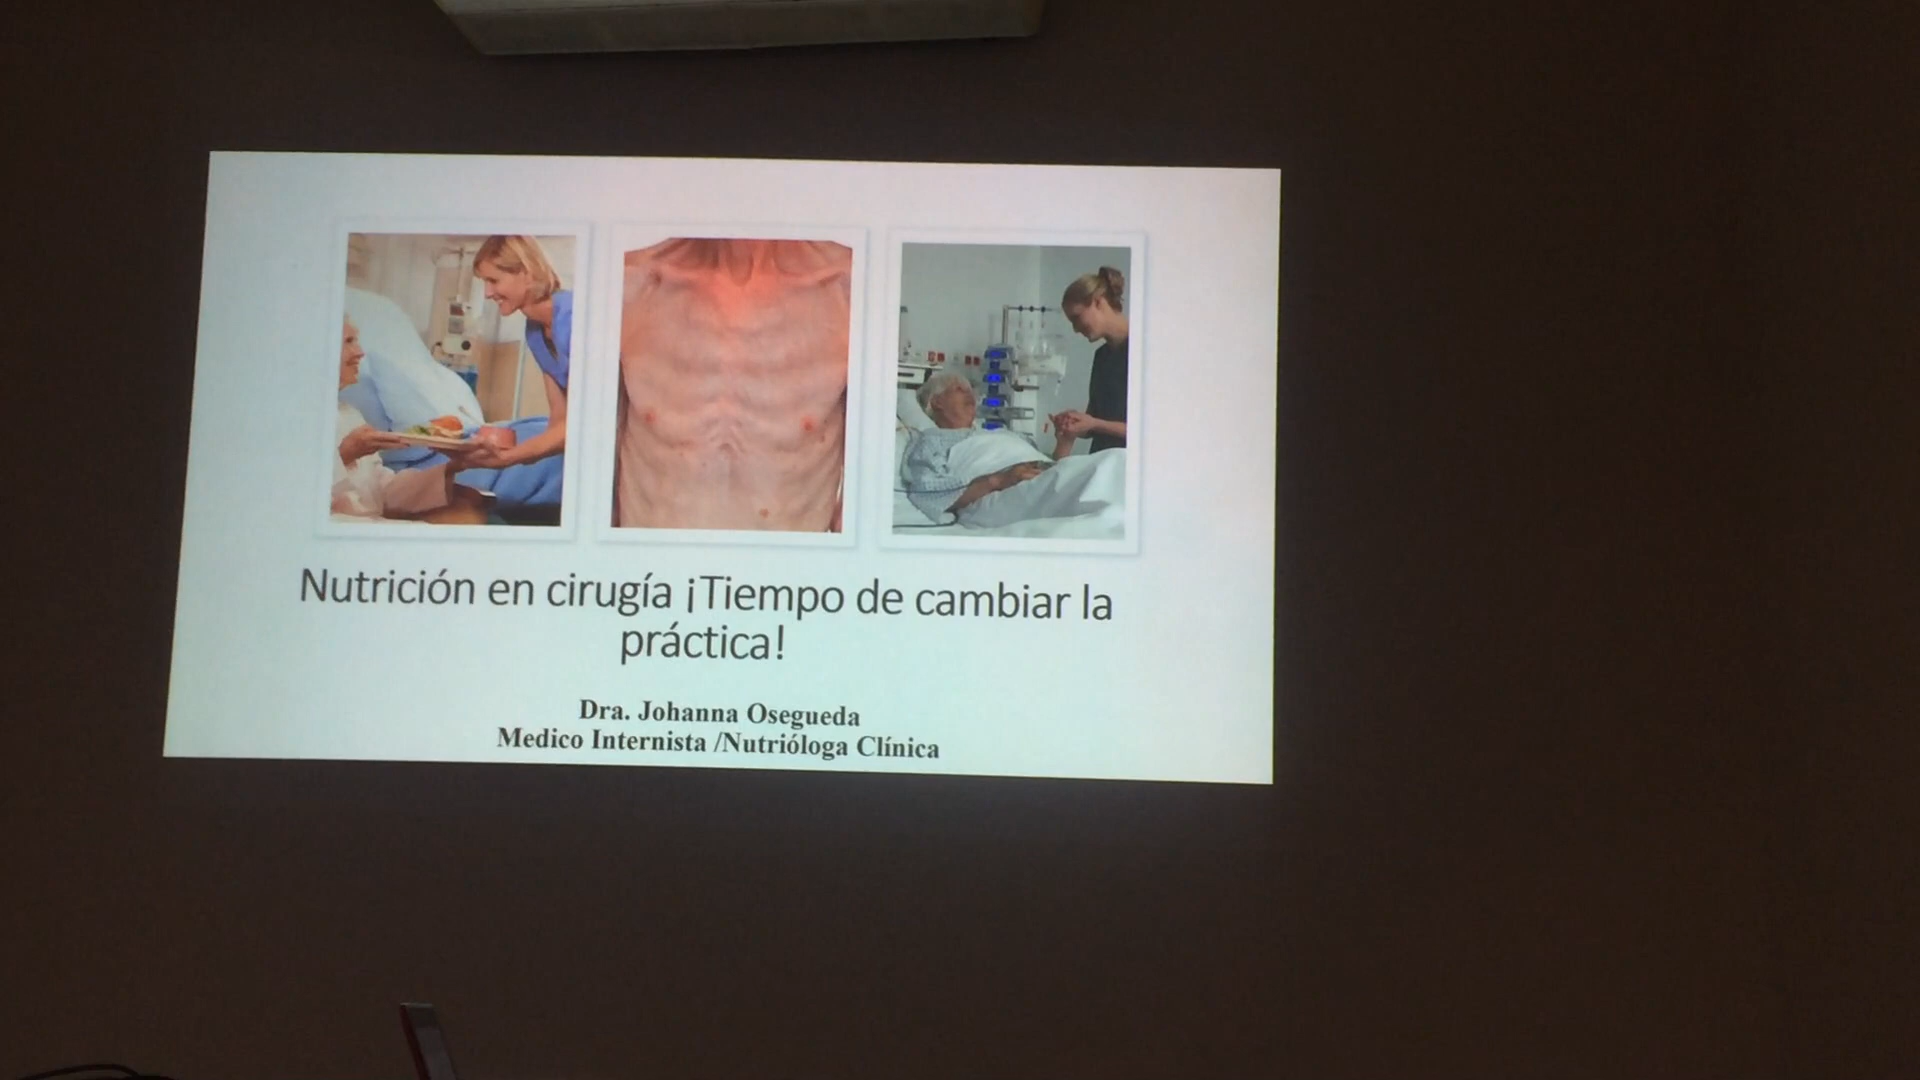 Nutrición en cirugía ¡Tiempo de cambiar la
práctica!
Dra. Johanna Osegueda
Medico Internista /Nutrióloga Clínica